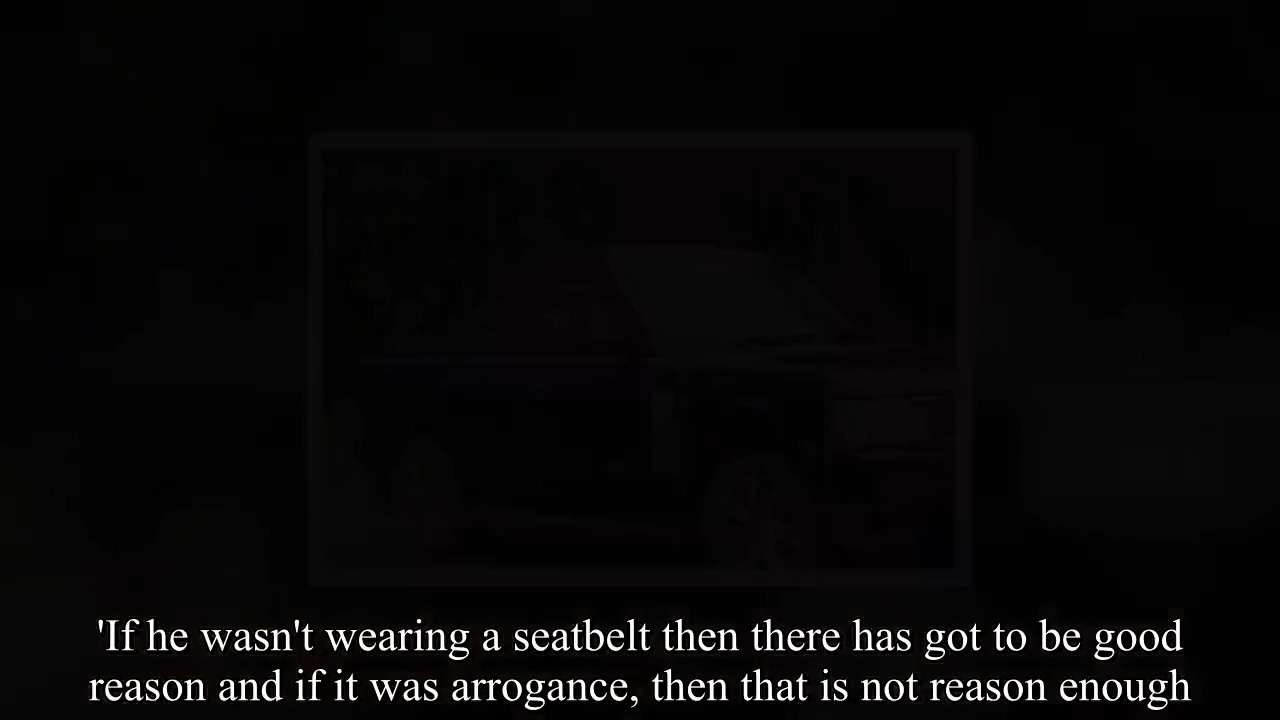 'If he wasn't wearing a seatbelt then there has got to be good
reason and if it was arrogance, then that is not reason enough